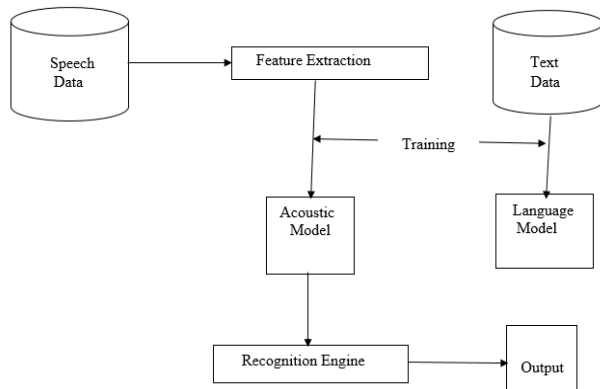 Speech
Data
Feature Extraction
Text
Data
Training
Acoustic
Model
Language
Model
Recognition Engine
Output